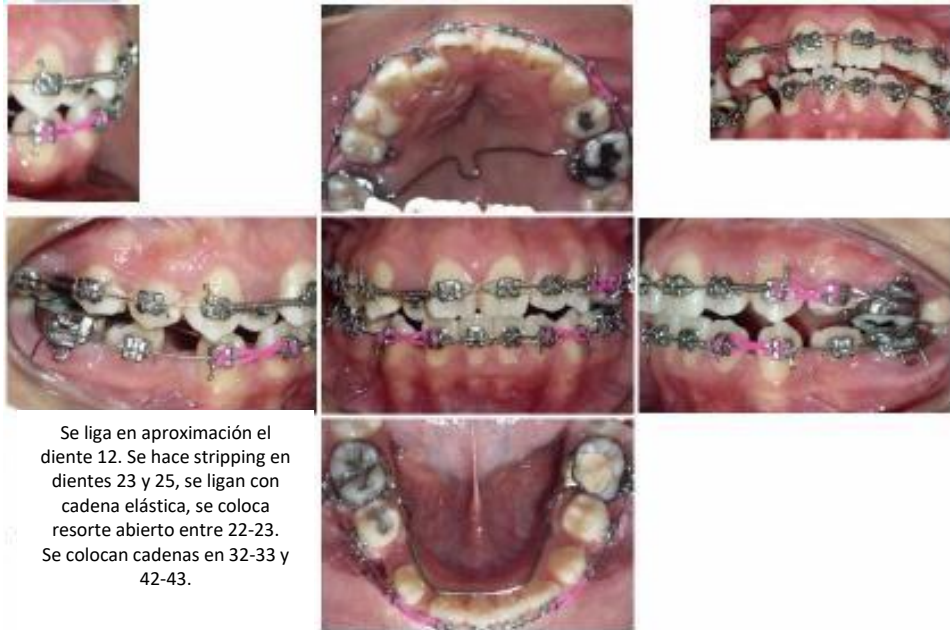 Se liga en aproximación el
diente 12. Se hace stripping en
dientes 23 y 25, se ligan con
cadena elástica, se coloca
resorte abierto entre 22-23.
Se colocan cadenas en 32-33 y
42-43.